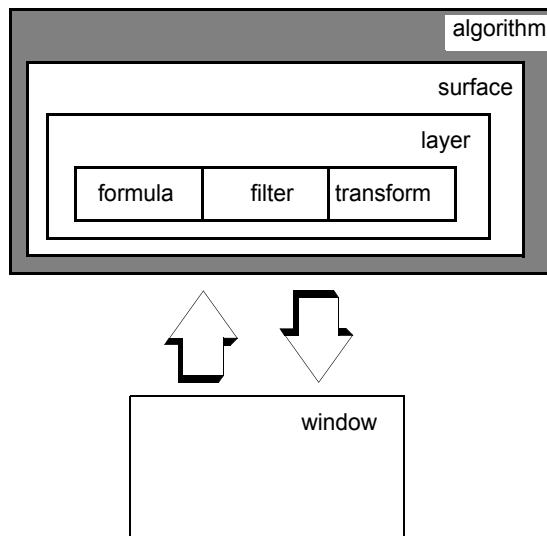 algorithm
surface
layer
formula filter transform
window